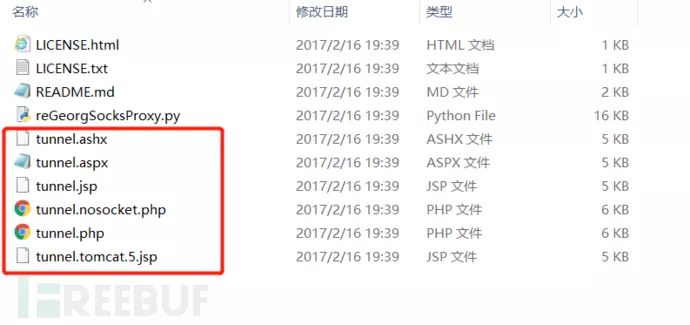 名称 修改日期 类型 大小
LICENSE.html 2017/2/16 19:39 HTML 文档 1 KB
LICENSE.txt 2017/2/16 19:39 文本文档 1 KB
README.md 2017/2/16 19:39 MD 文件 2 KB
reGeorgSocksProxy.py 2017/2/16 19:39 Python File 16 KB
tunnel.ashx 2017/2/16 19:39 ASHX 文件 5 KB
tunnel.aspx 2017/2/16 19:39 ASPX 文件 5 KB
tunnel.jsp 2017/2/16 19:39 JSP 文件 5 KB
tunnel.nosocket.php 2017/2/16 19:39 PHP 文件 6 KB
tunnel.php 2017/2/16 19:39 PHP 文件 6 KB
tunnel.tomcat.5.jsp 2017/2/16 19:39 JSP 文件 5 KB
FREEBUF